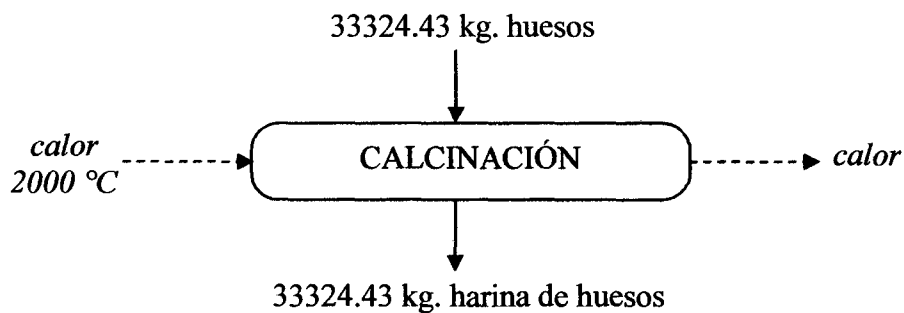 33324.43 kg. huesos
calor
2000 °C
CALCINACIÓN
calor
33324.43 kg. harina de huesos